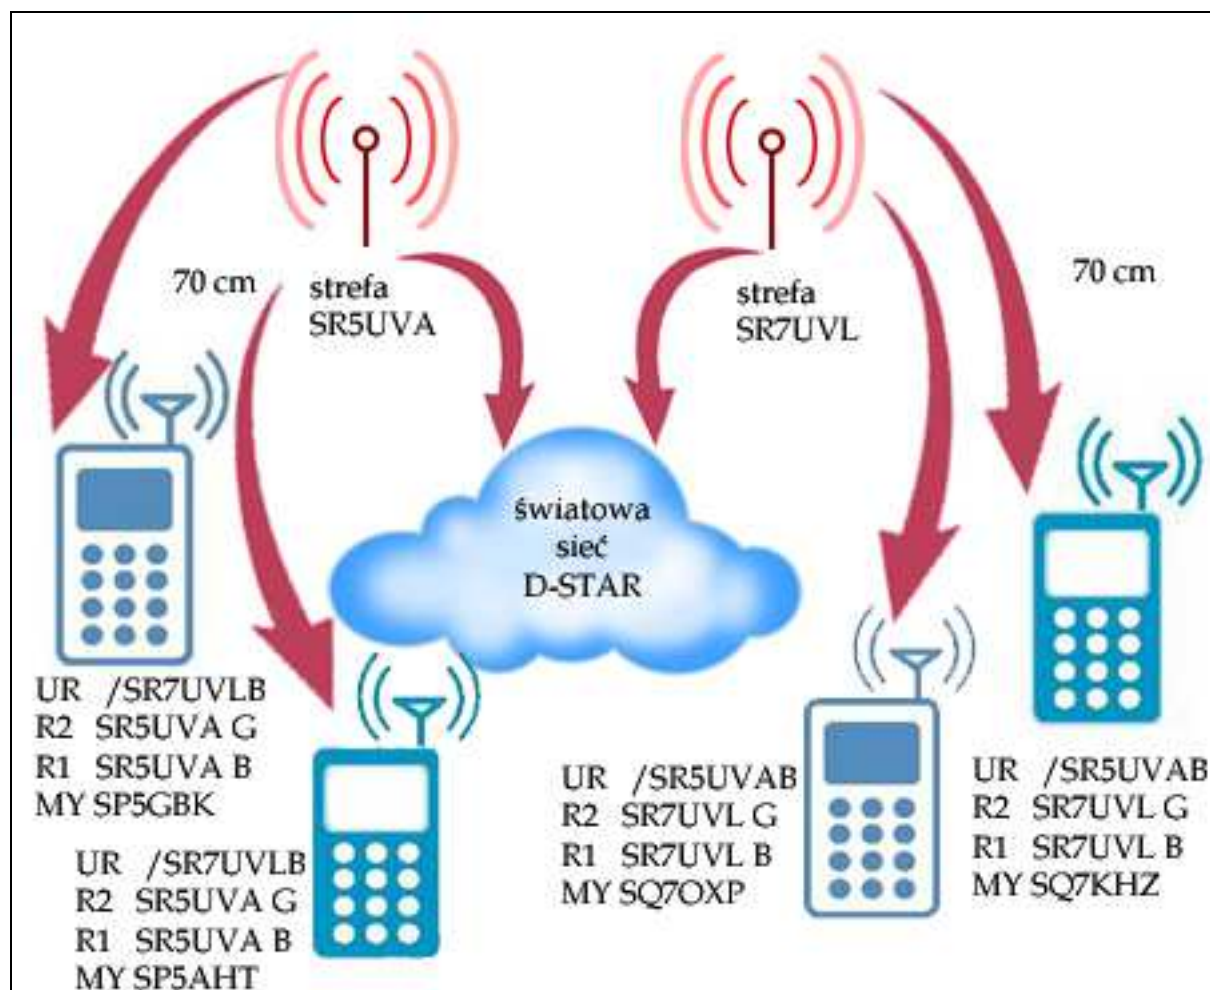 70 cm
strefa
SR5UVA
strefa
SR7UVL
70 cm
światowa
sieć
D-STAR
UR /SR7UVLB
R2 SR5UVA G
R1 SR5UVA B
MY SP5GBK
UR /SR7UVLB
R2 SR5UVA G
R1 SR5UVA B
MY SP5AHT
UR /SR5UVAB
R2 SR7UVL G
R1 SR7UVL B
MY SQ7OXP
UR /SR5UVAB
R2 SR7UVL G
R1 SR7UVL B
MY SQ7KHZ